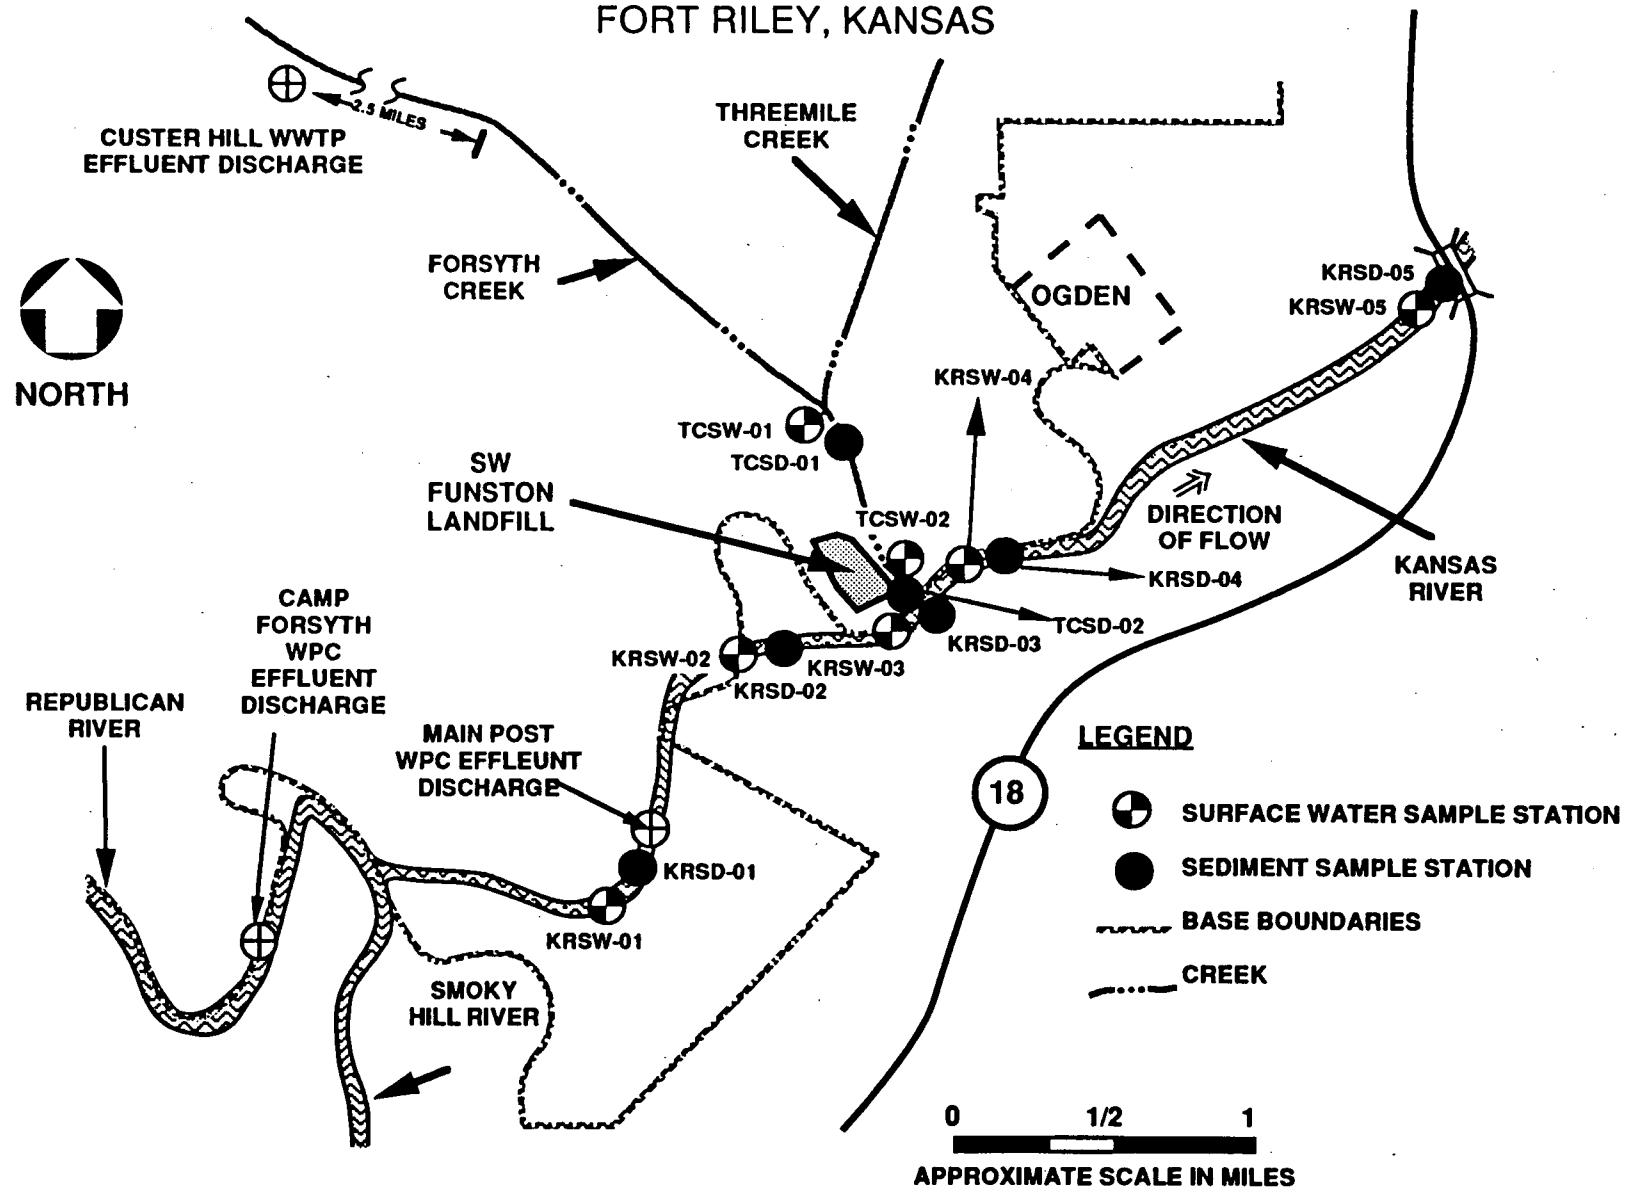 FORT RILEY, KANSAS
2.5 MILES
CUSTER HILL WWTP
EFFLUENT DISCHARGE
THREEMILE
CREEK
FORSYTH
CREEK
NORTH
OGDEN
KRSD-05
KRSW-05
KRSW-04
TCSW-01
TCSD-01
SW
FUNSTON
LANDFILL
TCSW-02
DIRECTION
OF FLOW
KANSAS
RIVER
KRSD-04
TCSD-02
KRSD-03
KRSW-03
KRSW-02
KRSD-02
CAMP
FORSYTH
WPC
EFFLUENT
DISCHARGE
REPUBLICAN
RIVER
MAIN POST
WPC EFFLEUNT
DISCHARGE
KRSD-01
KRSW-01
SMOKY
HILL RIVER
18
LEGEND
SURFACE WATER SAMPLE STATION
SEDIMENT SAMPLE STATION
BASE BOUNDARIES
CREEK
0 1/2 1
APPROXIMATE SCALE IN MILES